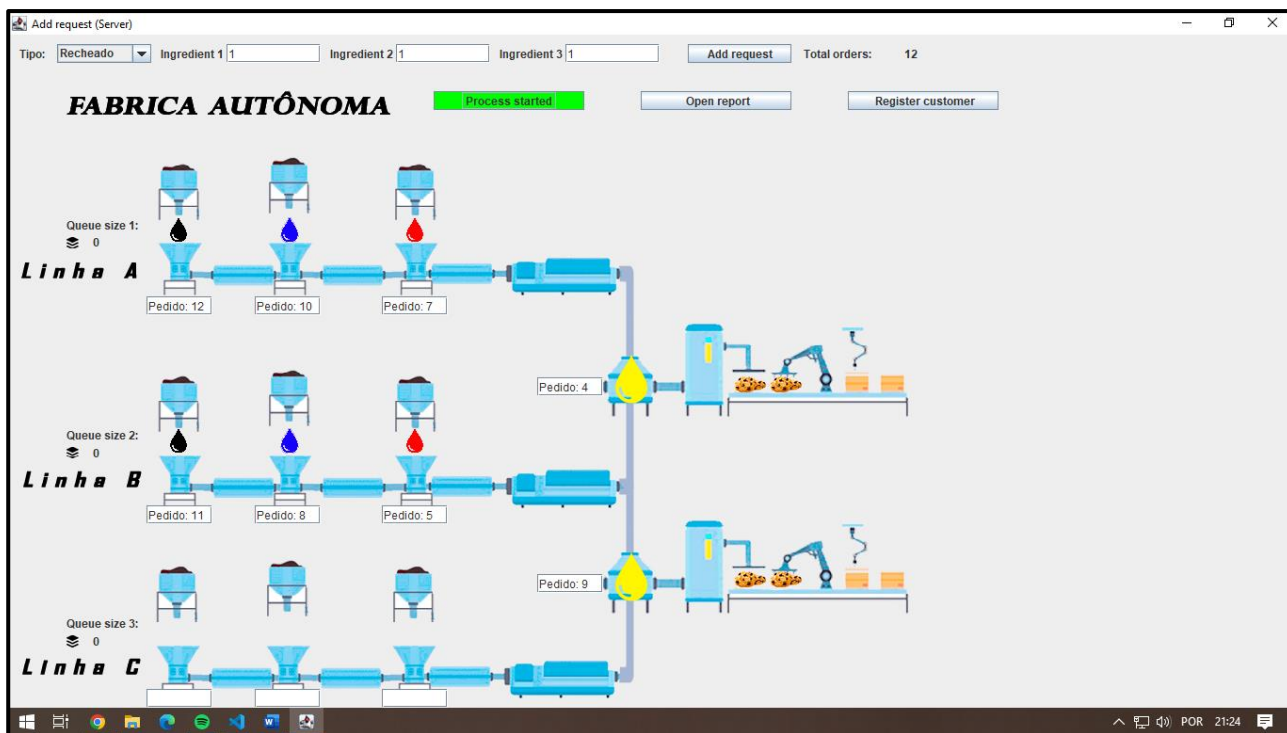 Add request (Server)
Tipo: Recheado Ingredient 1 1 Ingredient 2 1 Ingredient 3 1 Add request Total orders: 12
FABRICA AUTÔNOMA Process started Open report Register customer
Queue size 1:
0
Linha A
Pedido: 12 Pedido: 10 Pedido: 7
Pedido: 4
Queue size 2:
0
Linha B
Pedido: 11 Pedido: 8 Pedido: 5
Pedido: 9
Queue size 3:
0
Linha C
POR 21:24